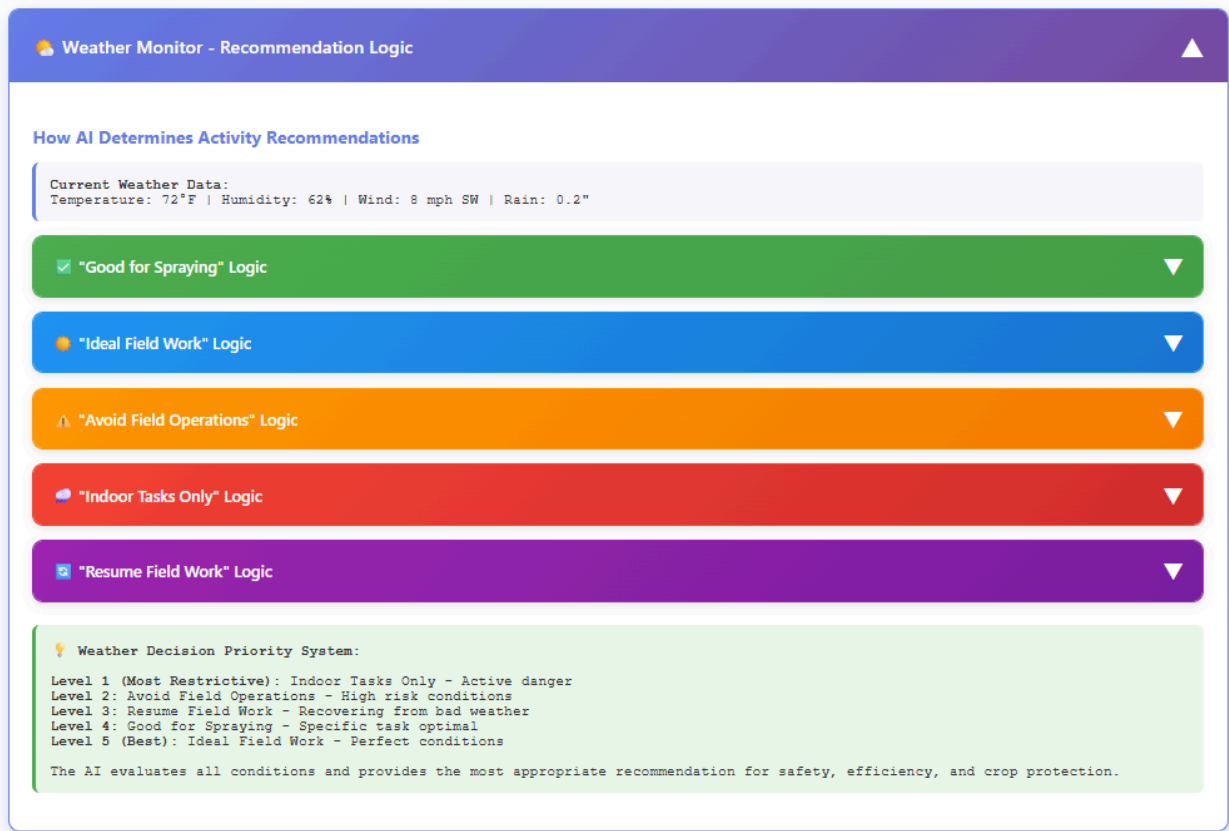 Weather Monitor - Recommendation Logic
How AI Determines Activity Recommendations
Current Weather Data:
Temperature: 72°F | Humidity: 62% | Wind: 8 mph SW | Rain: 0.2"
"Good for Spraying" Logic
"Ideal Field Work" Logic
"Avoid Field Operations" Logic
"Indoor Tasks Only" Logic
"Resume Field Work" Logic
Weather Decision Priority System:
Level 1 (Most Restrictive): Indoor Tasks Only - Active danger
Level 2: Avoid Field Operations - High risk conditions
Level 3: Resume Field Work - Recovering from bad weather
Level 4: Good for Spraying - Specific task optimal
Level 5 (Best): Ideal Field Work - Perfect conditions
The AI evaluates all conditions and provides the most appropriate recommendation for safety, efficiency, and crop protection.